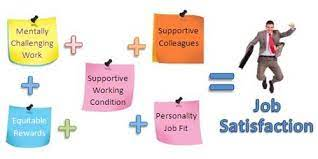 Mentally
Challenging
Work
+
+
Supportive
Colleagues
+
Supportive
Working
Condition
+
=
Job
Satisfaction
Equitable
Rewards
+
+
Personality
Job Fit